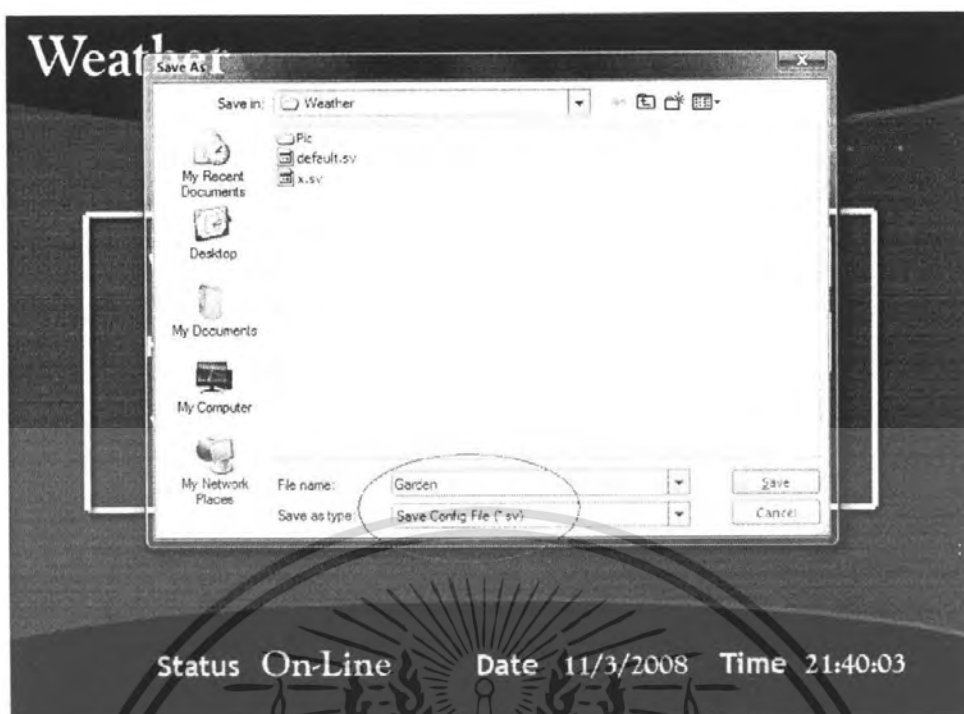 Weather
Save As
Save in: Weather
Pic
default.sv
x.sv
My Recent
Documents
Desktop
My Documents
My Computer
My Network
Places
File name: Garden
Save
Save as type: Save Config File (*.sv)
Cancel
Status On-Line Date 11/3/2008 Time 21:40:03